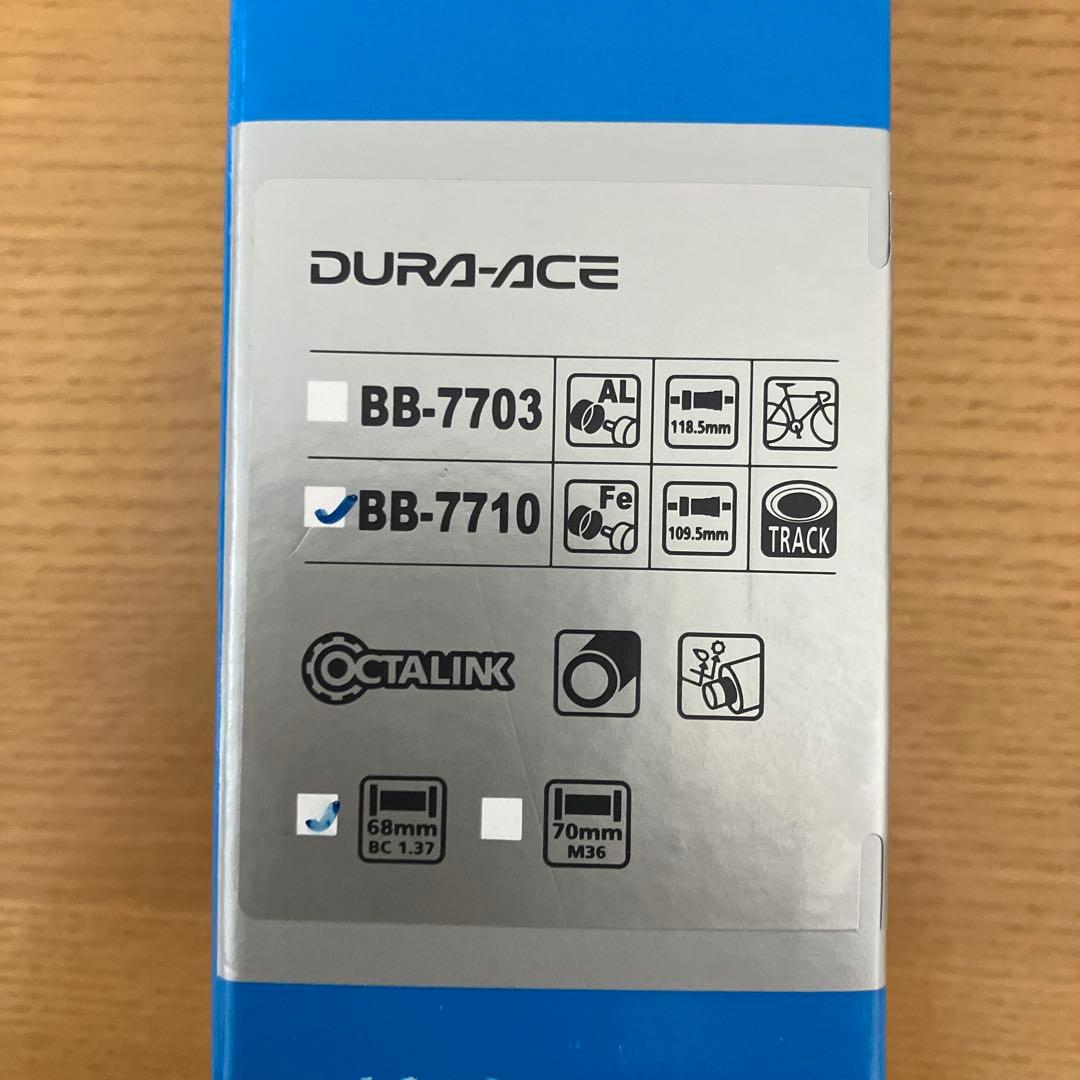 DURA-ACE
BB-7703 AL 118.5mm
BB-7710 Fe 109.5mm TRACK
OCTALINK
68mm 70mm
BC 1.37 M36